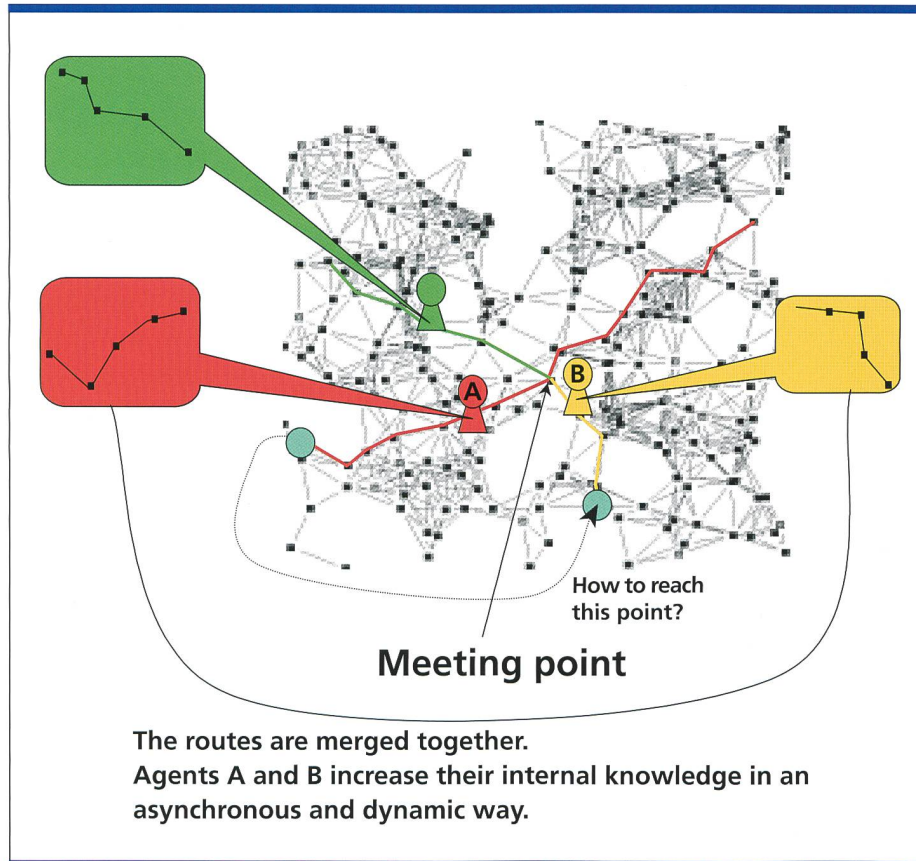 A
B
How to reach
this point?
Meeting point
The routes are merged together.
Agents A and B increase their internal knowledge in an
asynchronous and dynamic way.